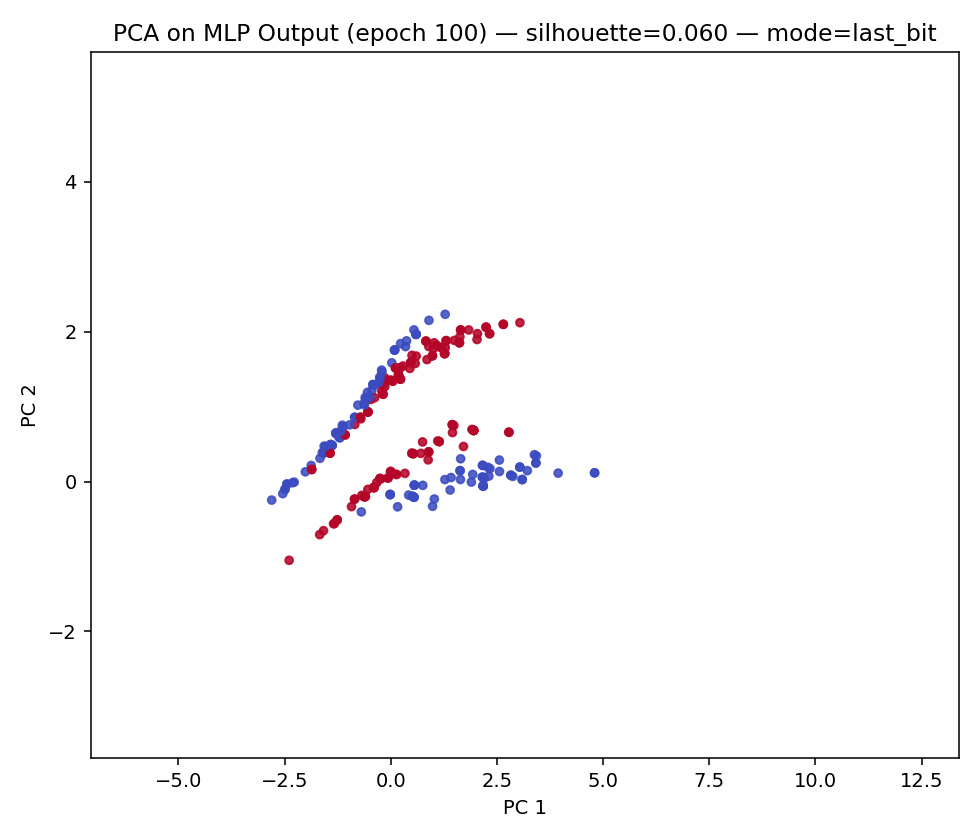 PCA on MLP Output (epoch 100) — silhouette=0.060 — mode=last_bit
4
2
0
−2
PC 2
−5.0 −2.5 0.0 2.5 5.0 7.5 10.0 12.5
PC 1